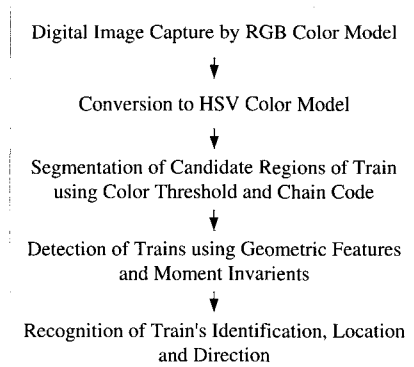 Digital Image Capture by RGB Color Model
Conversion to HSV Color Model
Segmentation of Candidate Regions of Train
using Color Threshold and Chain Code
Detection of Trains using Geometric Features
and Moment Invarients
Recognition of Train's Identification, Location
and Direction